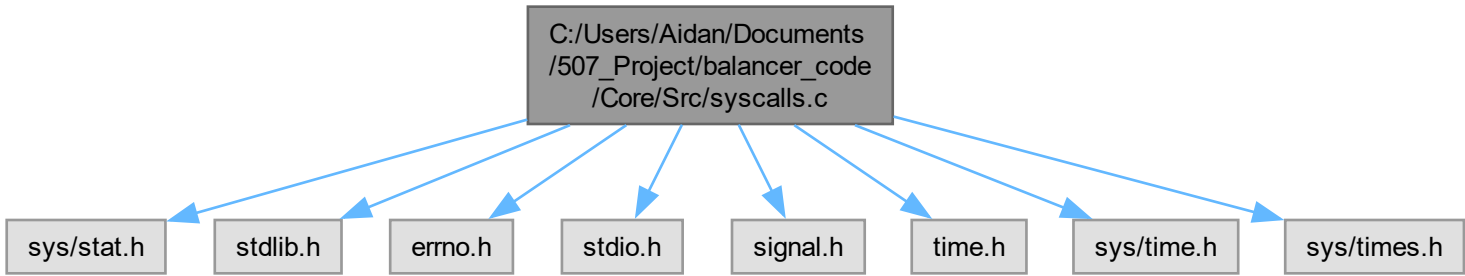 C:/Users/Aidan/Documents
/507_Project/balancer_code
/Core/Src/syscalls.c
sys/stat.h
stdlib.h
errno.h
stdio.h
signal.h
time.h
sys/time.h
sys/times.h